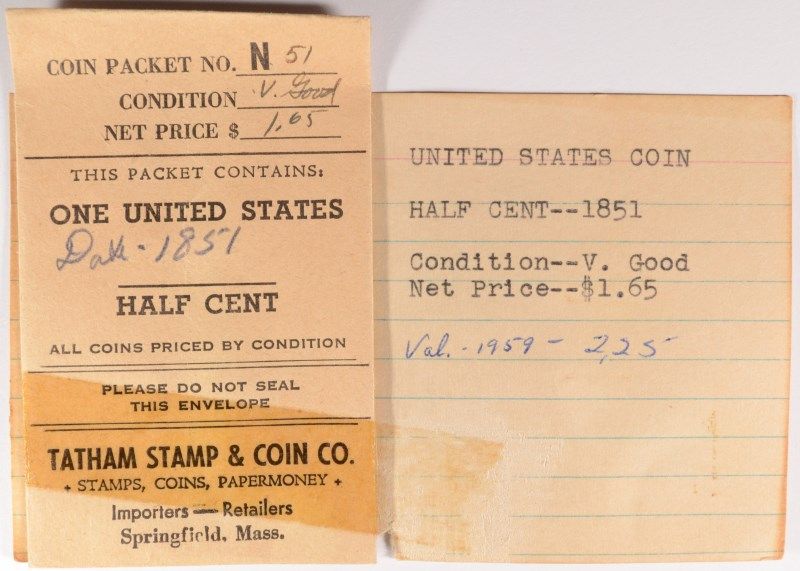 COIN PACKET NO. N 51
CONDITION V. Good
NET PRICE $ 1.65
THIS PACKET CONTAINS:
ONE UNITED STATES
Date - 1851
HALF CENT
ALL COINS PRICED BY CONDITION
PLEASE DO NOT SEAL
THIS ENVELOPE
TATHAM STAMP & COIN CO.
+ STAMPS, COINS, PAPERMONEY +
Importers — Retailers
Springfield, Mass.
UNITED STATES COIN
HALF CENT--1851
Condition--V. Good
Net Price--$1.65
Val. - 1959 - 2,25